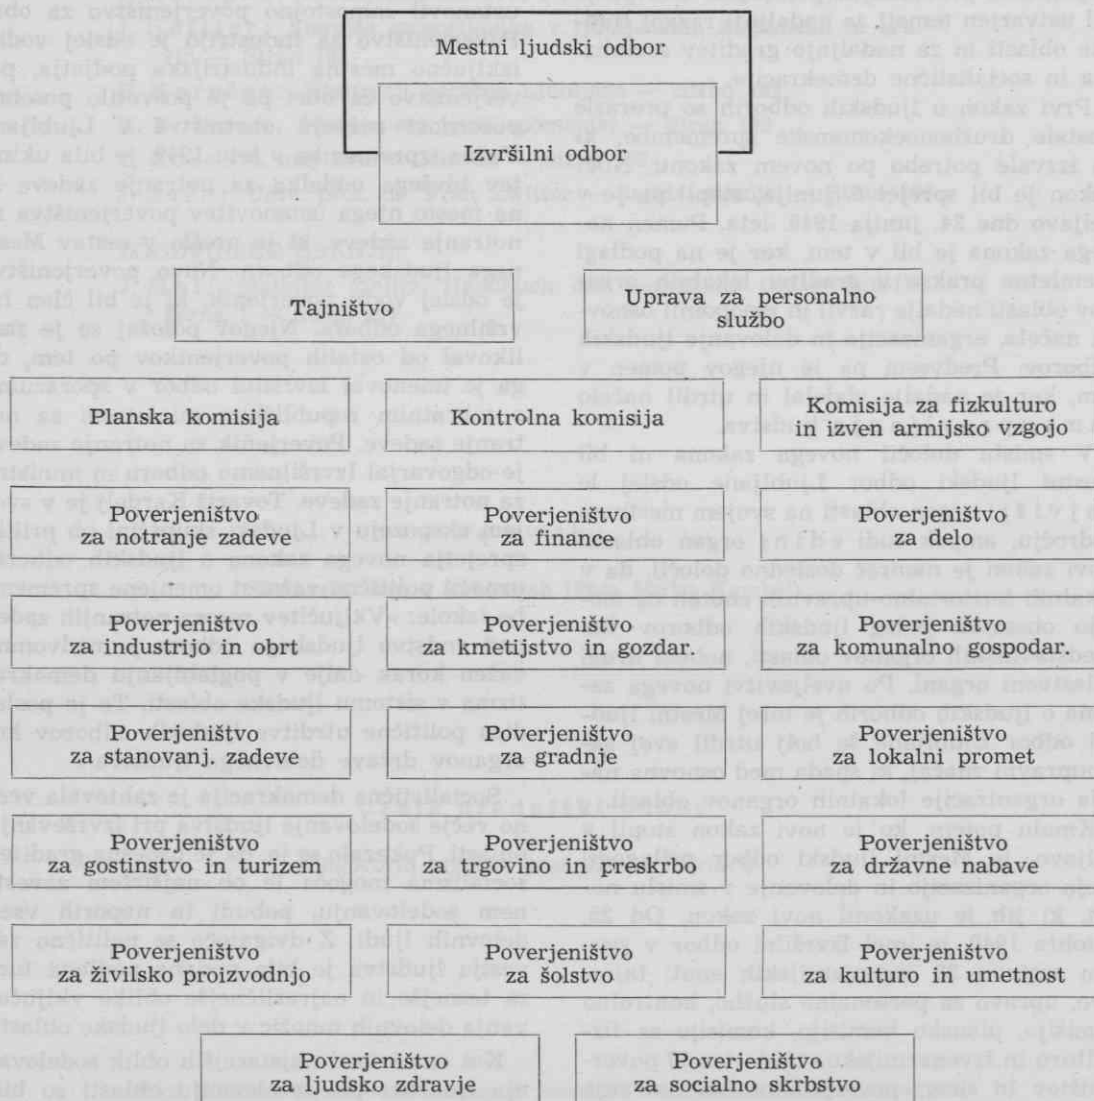 Mestni ljudski odbor
Izvršilni odbor
Tajništvo
Uprava za personalno
službo
Planska komisija
Kontrolna komisija
Komisija za fizkulturo
in izven armijsko vzgojo
Poverjeništvo
za notranje zadeve
Poverjeništvo
za finance
Poverjeništvo
za delo
Poverjeništvo
za industrijo in obrt
Poverjeništvo
za kmetijstvo in gozdar.
Poverjeništvo
za komunalno gospodar.
Poverjeništvo
za stanovanj. zadeve
Poverjeništvo
za gradnje
Poverjeništvo
za lokalni promet
Poverjeništvo
za gostinstvo in turizem
Poverjeništvo
za trgovino in preskrbo
Poverjeništvo
za državne nabave
Poverjeništvo
za živilsko proizvodnjo
Poverjeništvo
za šolstvo
Poverjeništvo
za kulturo in umetnost
Poverjeništvo
za ljudsko zdravje
Poverjeništvo
za socialno skrbstvo